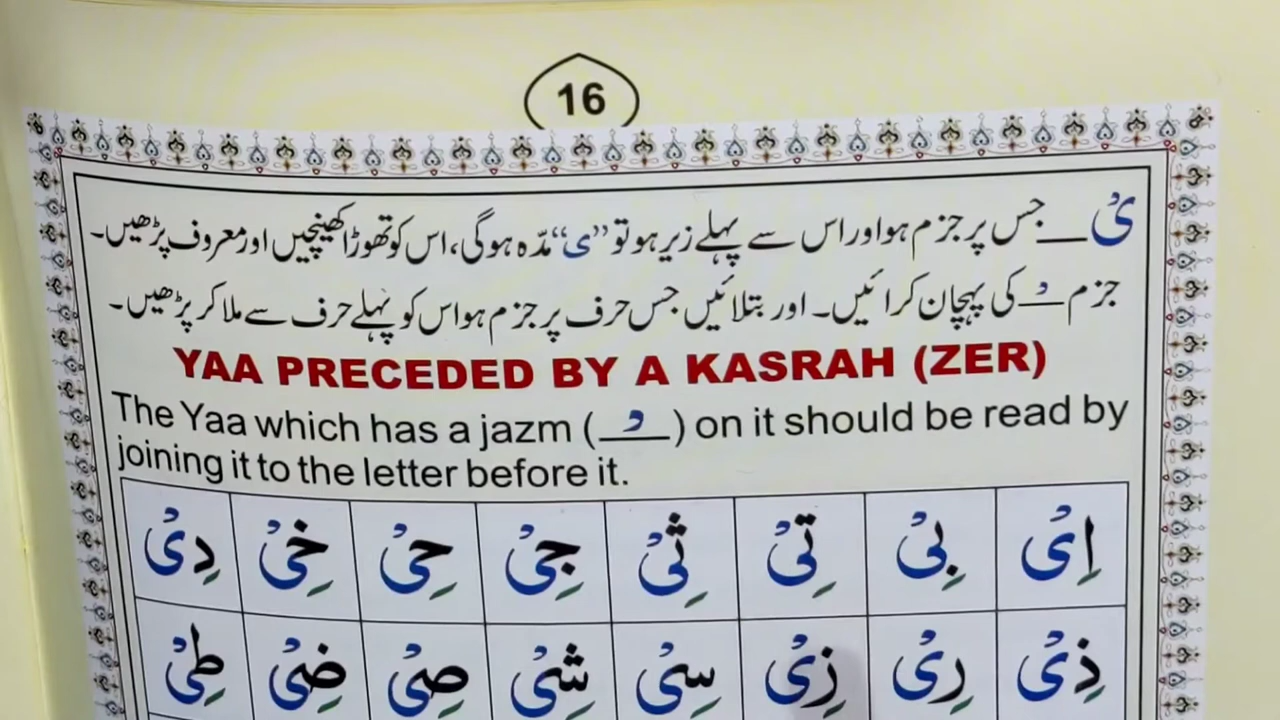 16
یْ ـــ جس پر جزم ہو اور اس سے پہلے زیر ہو تو ”ی“ مدّہ ہوگی، اس کو تھوڑا کھینچیں اور معروف پڑھیں۔
جزم ـْـ کی پہچان کرائیں۔ اور بتلائیں جس حرف پر جزم ہو اس کو پہلے حرف سے ملا کر پڑھیں۔
YAA PRECEDED BY A KASRAH (ZER)
The Yaa which has a jazm (ـْـ) on it should be read by
joining it to the letter before it.
اِیْ بِیْ تِیْ ثِیْ جِیْ حِیْ خِیْ دِیْ
ذِیْ رِیْ زِیْ سِیْ شِیْ صِیْ ضِیْ طِیْ